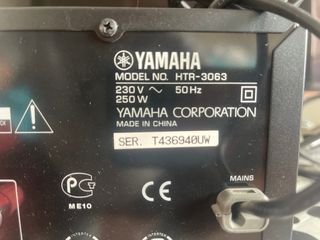 YAMAHA
MODEL NO. HTR-3063
230 V ~ 50 Hz
250 W
YAMAHA CORPORATION
MADE IN CHINA
SER. T436940UW
MAINS
PG
ME10
CE